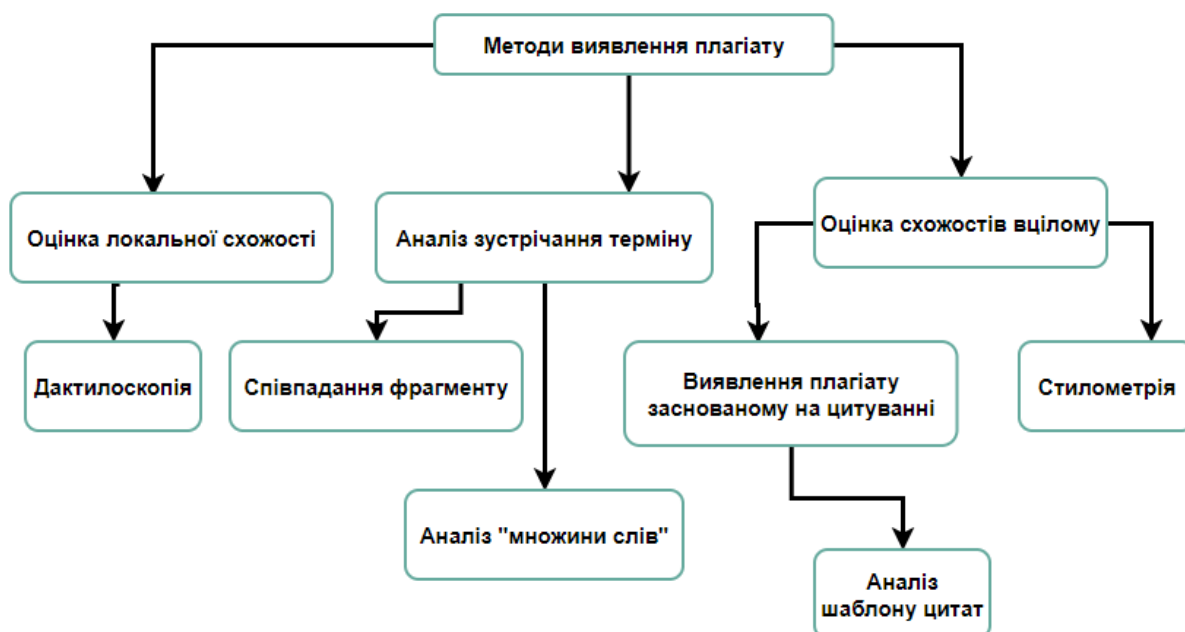 Методи виявлення плагіату
Оцінка локальної схожості
Аналіз зустрічання терміну
Оцінка схожостів вцілому
Дактилоскопія
Співпадання фрагменту
Виявлення плагіату
заснованому на цитуванні
Стилометрія
Аналіз "множини слів"
Аналіз
шаблону цитат